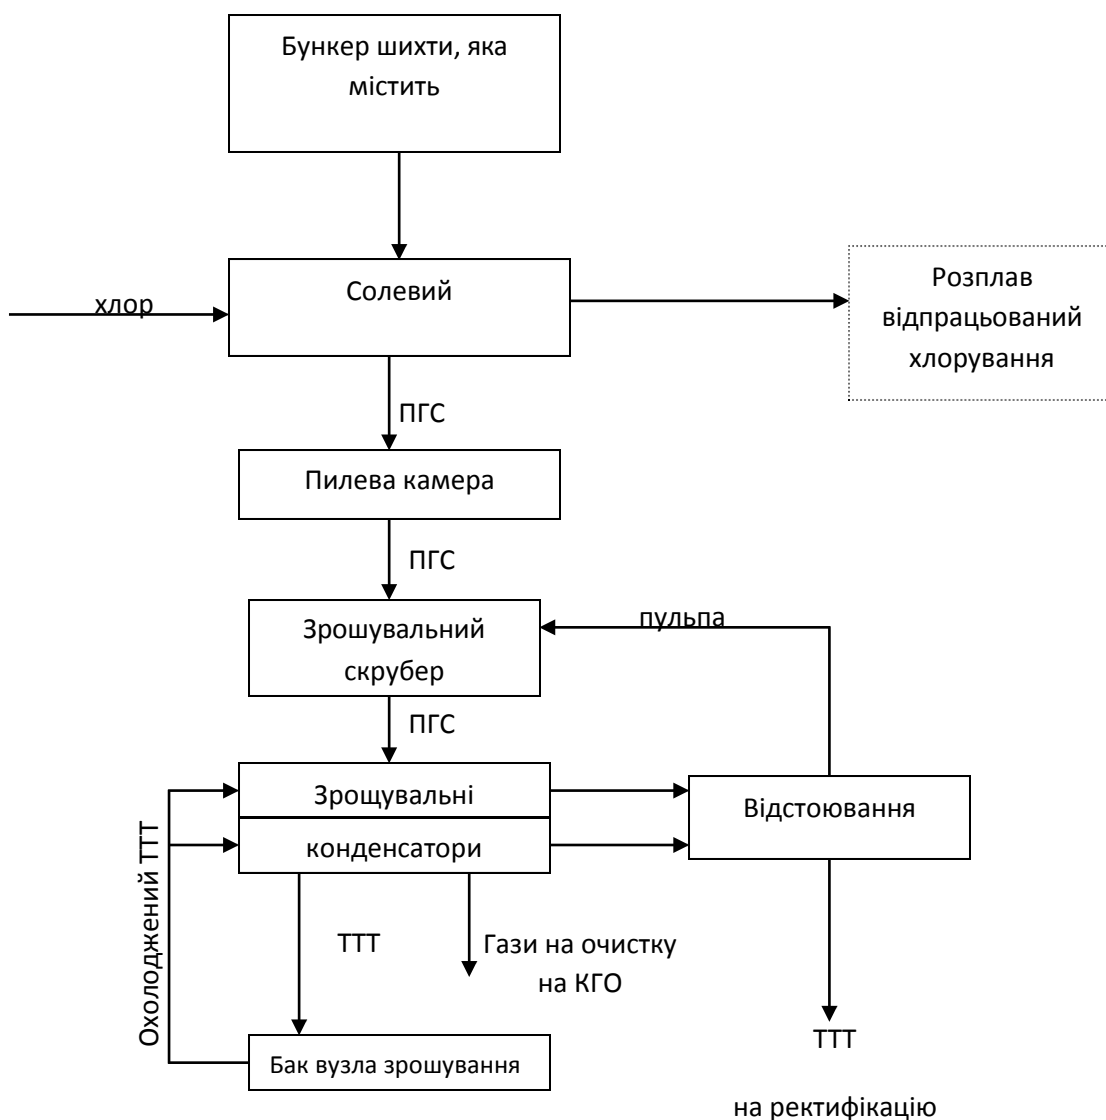 Бункер шихти, яка
містить
хлор
Солевий
Розплав
відпрацьований
хлорування
ПГС
Пилева камера
ПГС
Зрошувальний
скрубер
пульпа
ПГС
Зрощувальні
конденсатори
Відстоювання
Охолоджений ТТТ
ТТТ
Гази на очистку
на КГО
Бак вузла зрошування
ТТТ
на ректифікацію